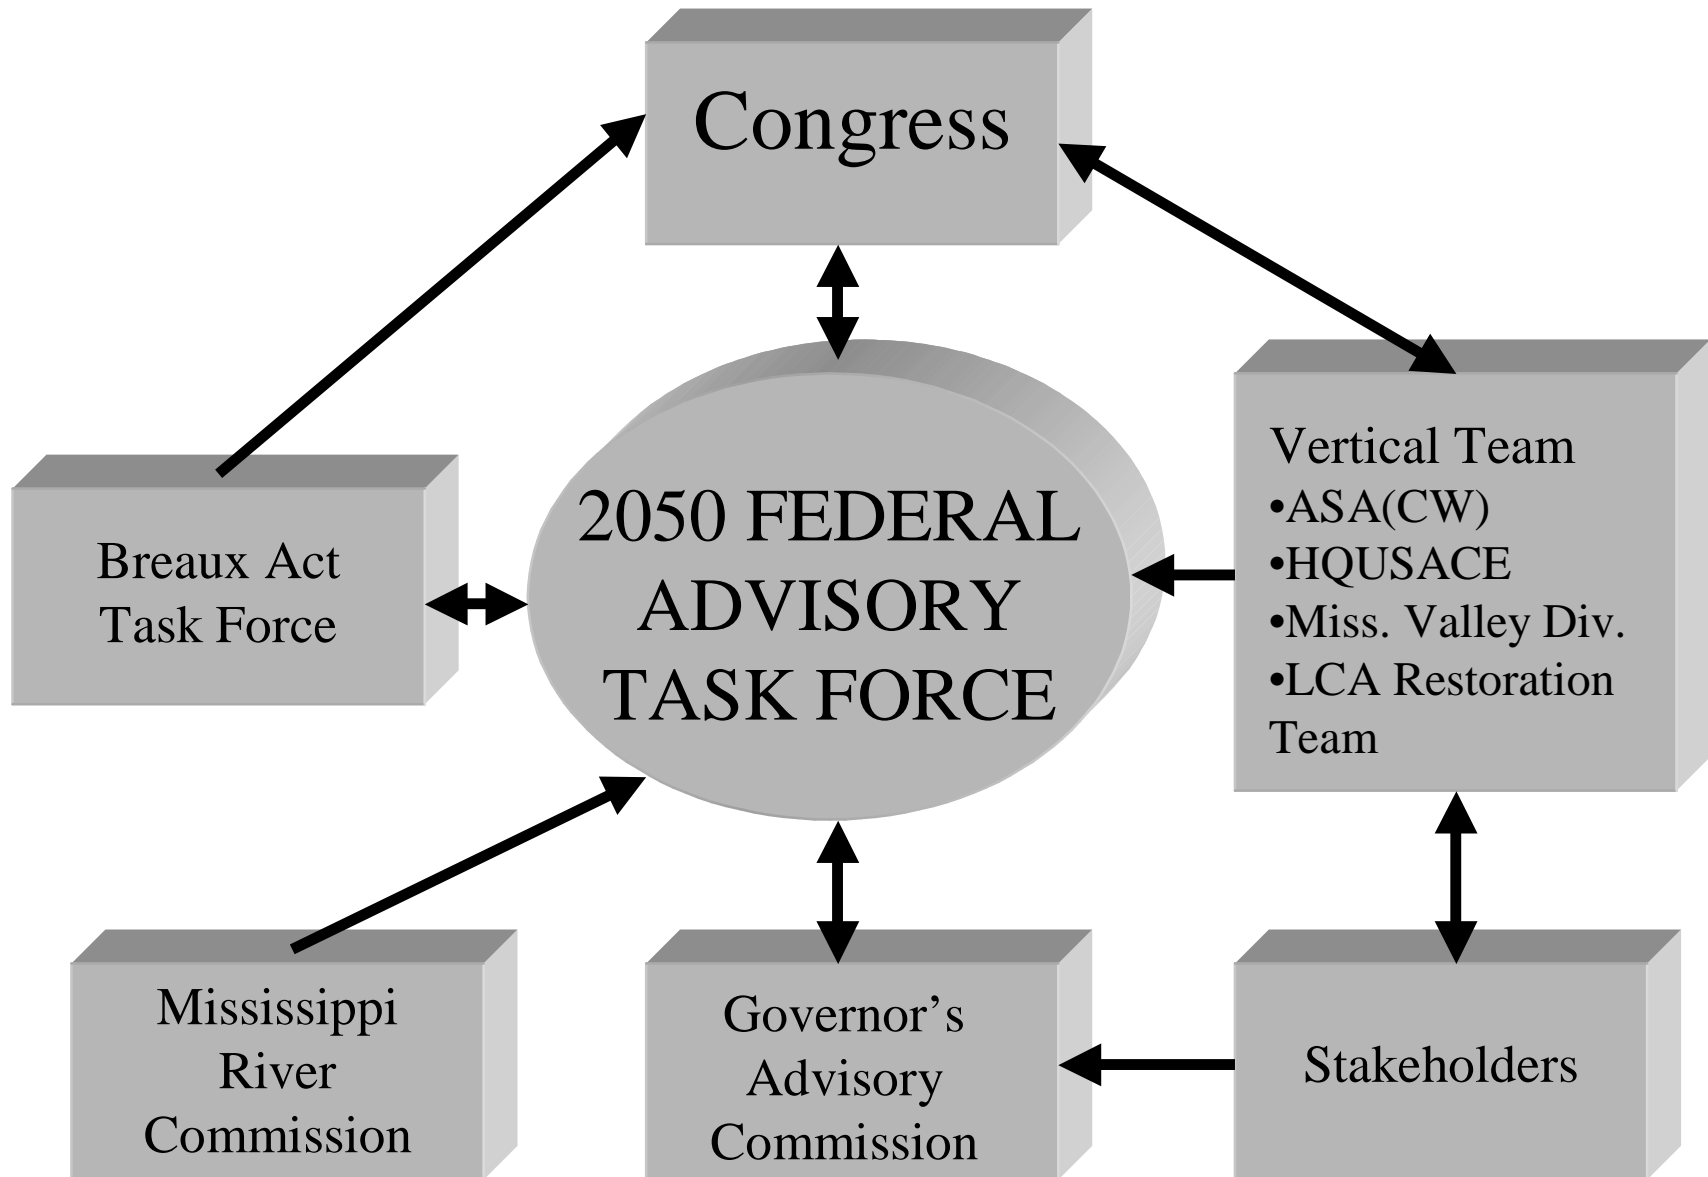 Congress
Breaux Act
Task Force
2050 FEDERAL
ADVISORY
TASK FORCE
Vertical Team
•ASA(CW)
•HQUSACE
•Miss. Valley Div.
•LCA Restoration
Team
Mississippi
River
Commission
Governor’s
Advisory
Commission
Stakeholders